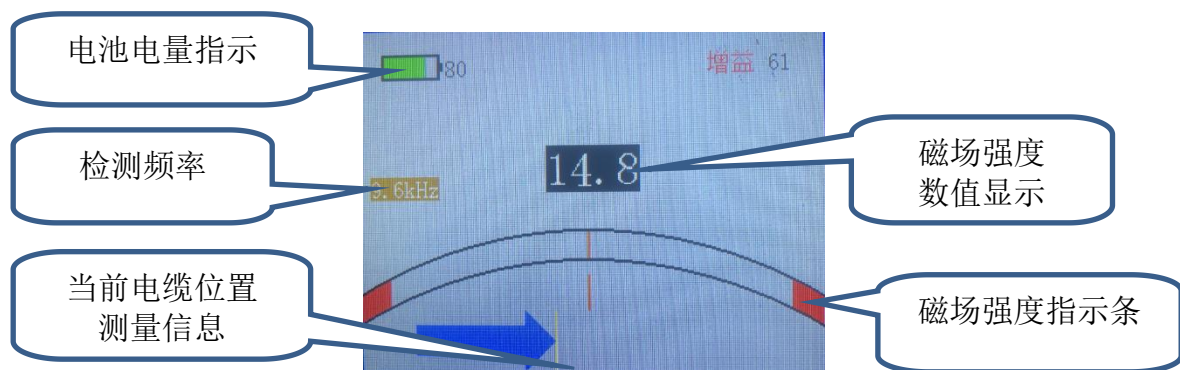 电池电量指示
80
增益 61
检测频率
14.8
磁场强度
数值显示
当前电缆位置
测量信息
磁场强度指示条